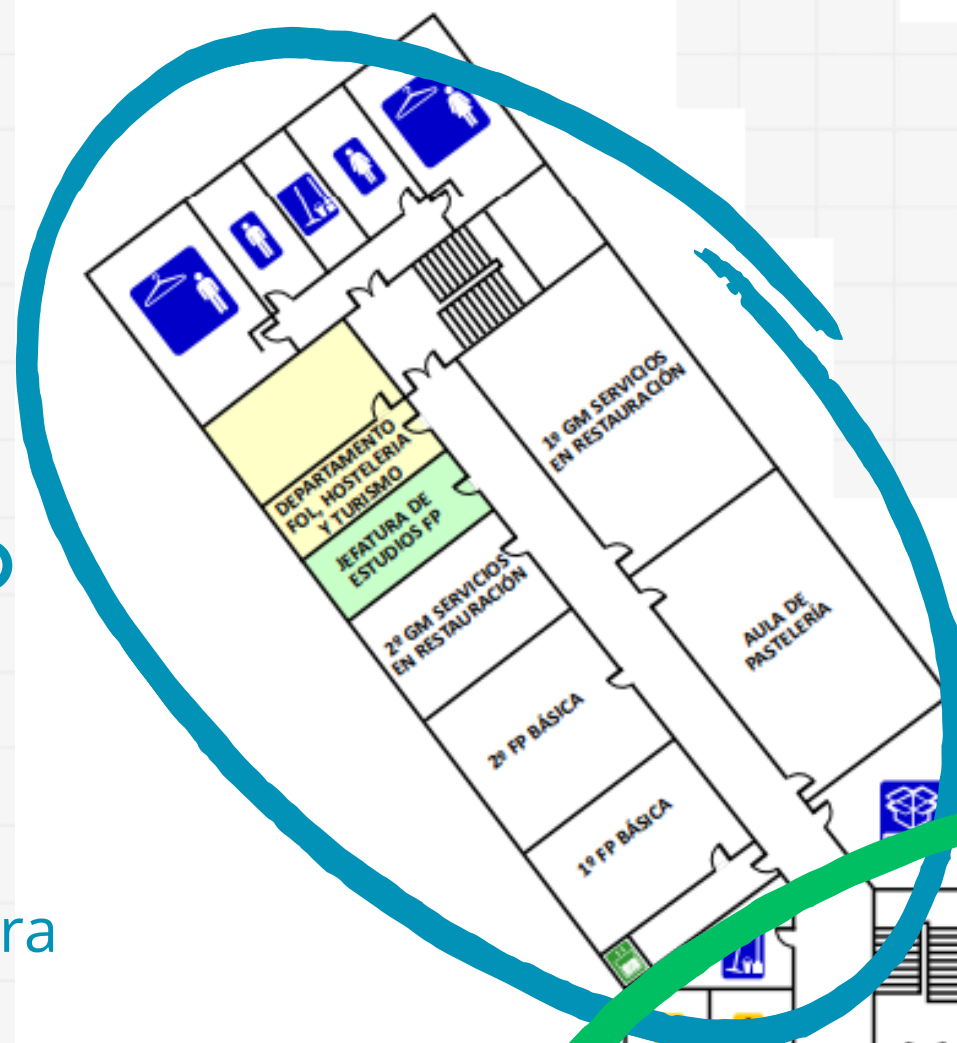 1º GM SERVICIOS
EN RESTAURACIÓN
DEPARTAMENTO
FOL, HOSTELERIA
Y TURISMO
JEFATURA DE
ESTUDIOS FP
2º GM SERVICIOS
EN RESTAURACIÓN
AULA DE
PASTELERÍA
2º FP BÁSICA
1º FP BÁSICA
ra